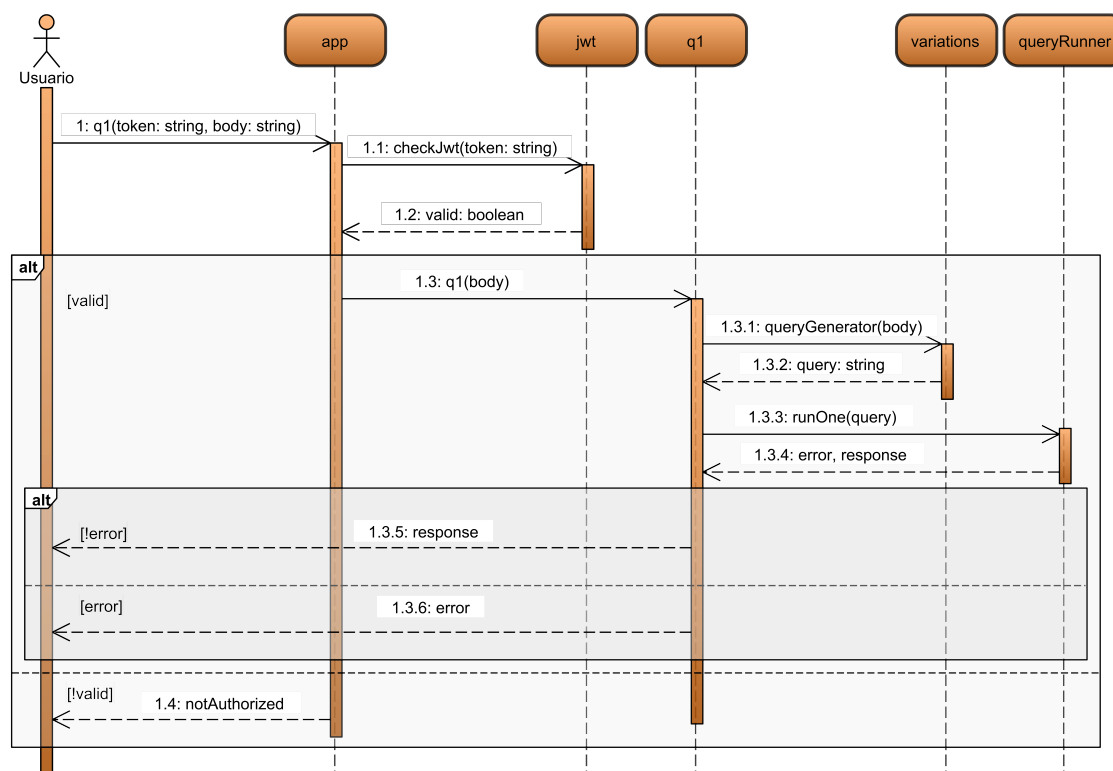 Usuario
app
jwt
q1
variations
queryRunner
1: q1(token: string, body: string)
1.1: checkJwt(token: string)
1.2: valid: boolean
alt
1.3: q1(body)
[valid]
1.3.1: queryGenerator(body)
1.3.2: query: string
1.3.3: runOne(query)
1.3.4: error, response
alt
[!error]
1.3.5: response
[error]
1.3.6: error
[!valid]
1.4: notAuthorized